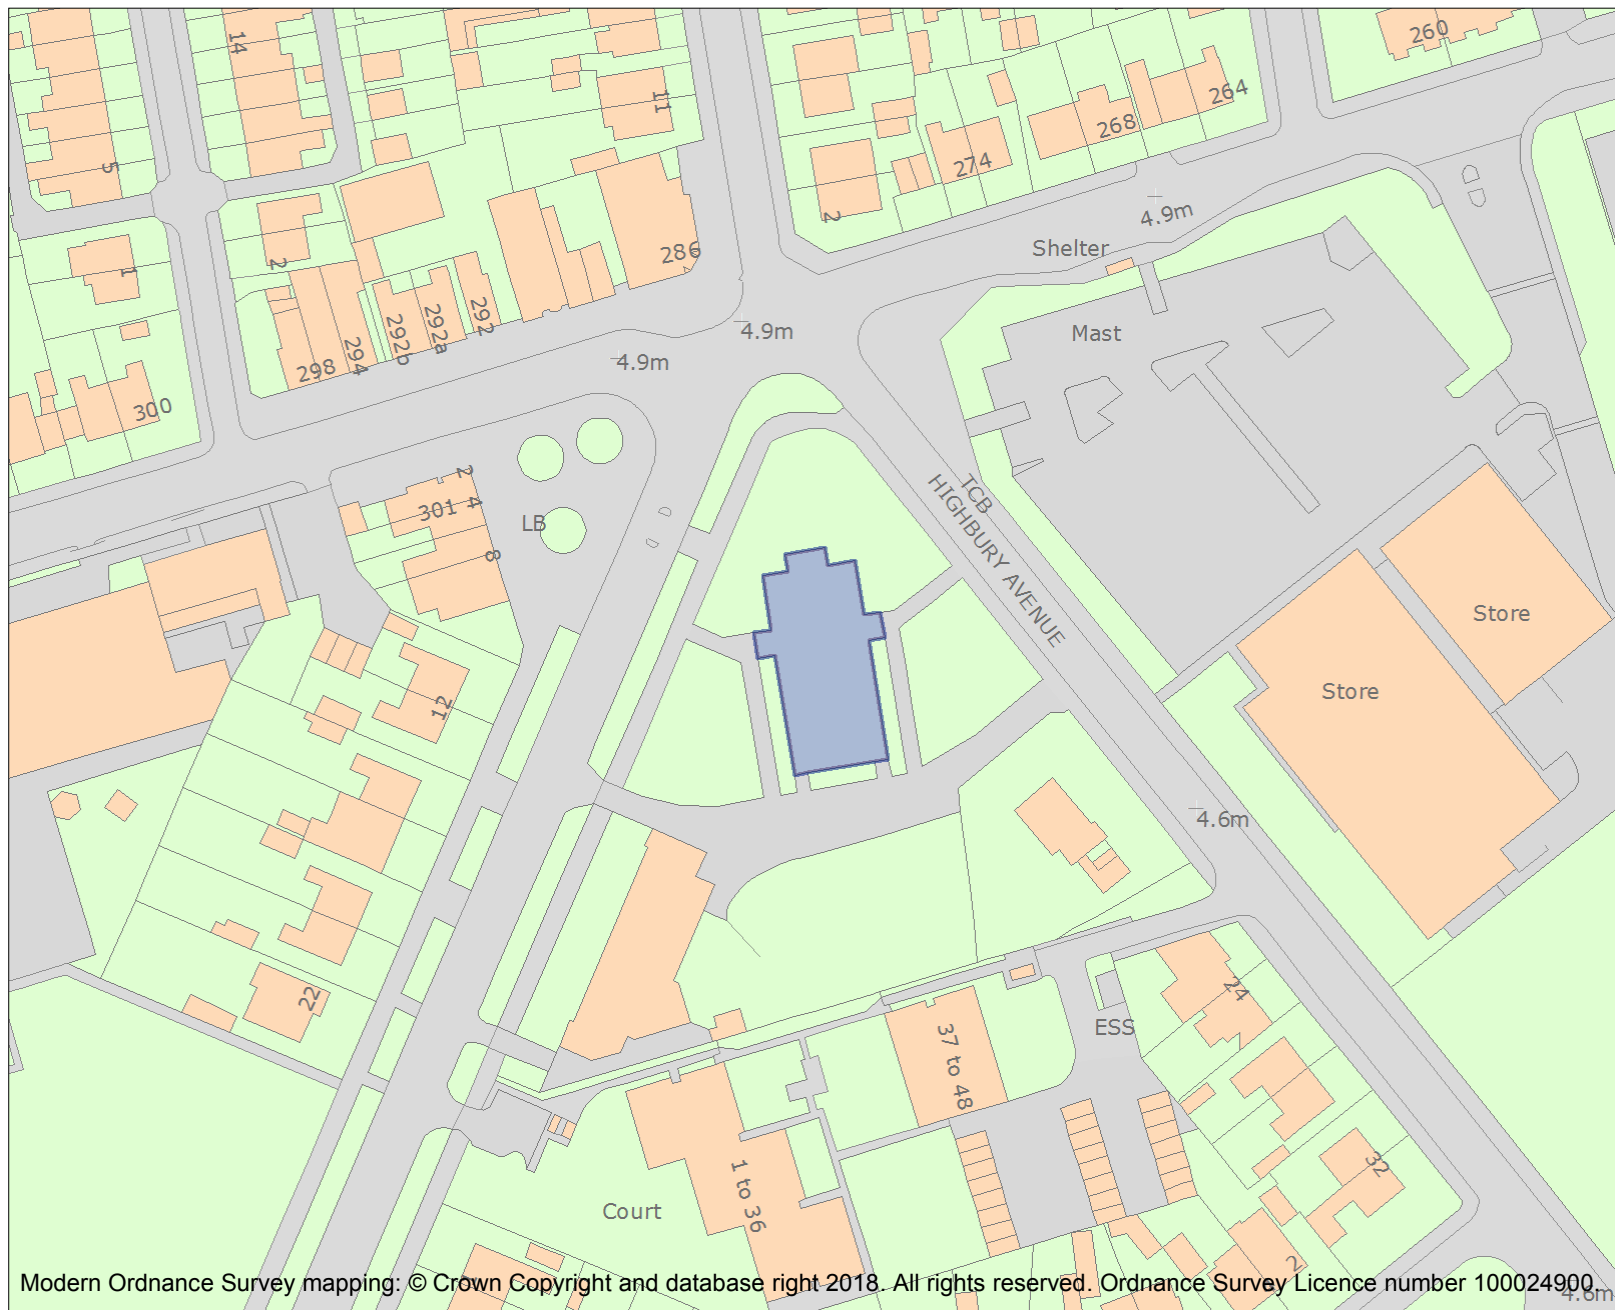 14
260
11
264
268
5
274
2
4.9m
286
Shelter
2
1
292
292a
292b
4.9m
Mast
294
4.9m
298
300
2
4
301
TCB
LB
HIGHBURY AVENUE
8
Store
Store
12
4.6m
24
22
ESS
37 to 48
32
1 to 36
Court
2
Modern Ordnance Survey mapping: © Crown Copyright and database right 2018. All rights reserved. Ordnance Survey Licence number 100024900.
4.6m